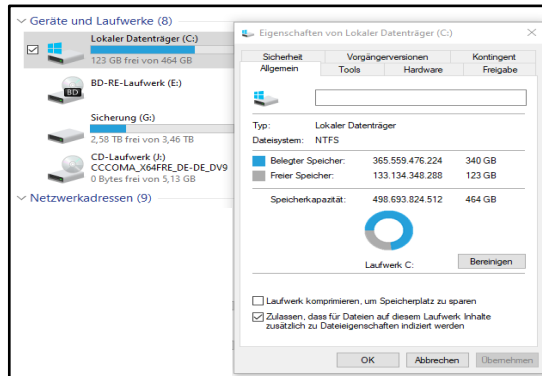 Geräte und Laufwerke (8)
Lokaler Datenträger (C:)
123 GB frei von 464 GB
BD-RE-Laufwerk (E:)
BD
Sicherung (G:)
2,58 TB frei von 3,46 TB
CD-Laufwerk (J:)
CCCOMA_X64FRE_DE-DE_DV9
0 Bytes frei von 5,13 GB
Netzwerkadressen (9)
Eigenschaften von Lokaler Datenträger (C:)
Sicherheit Vorgängerversionen Kontingent
Allgemein Tools Hardware Freigabe
Typ: Lokaler Datenträger
Dateisystem: NTFS
Belegter Speicher: 365.559.476.224 340 GB
Freier Speicher: 133.134.348.288 123 GB
Speicherkapazität: 498.693.824.512 464 GB
Laufwerk C:
Bereinigen
Laufwerk komprimieren, um Speicherplatz zu sparen
Zulassen, dass für Dateien auf diesem Laufwerk Inhalte
zusätzlich zu Dateieigenschaften indiziert werden
OK Abbrechen Übernehmen